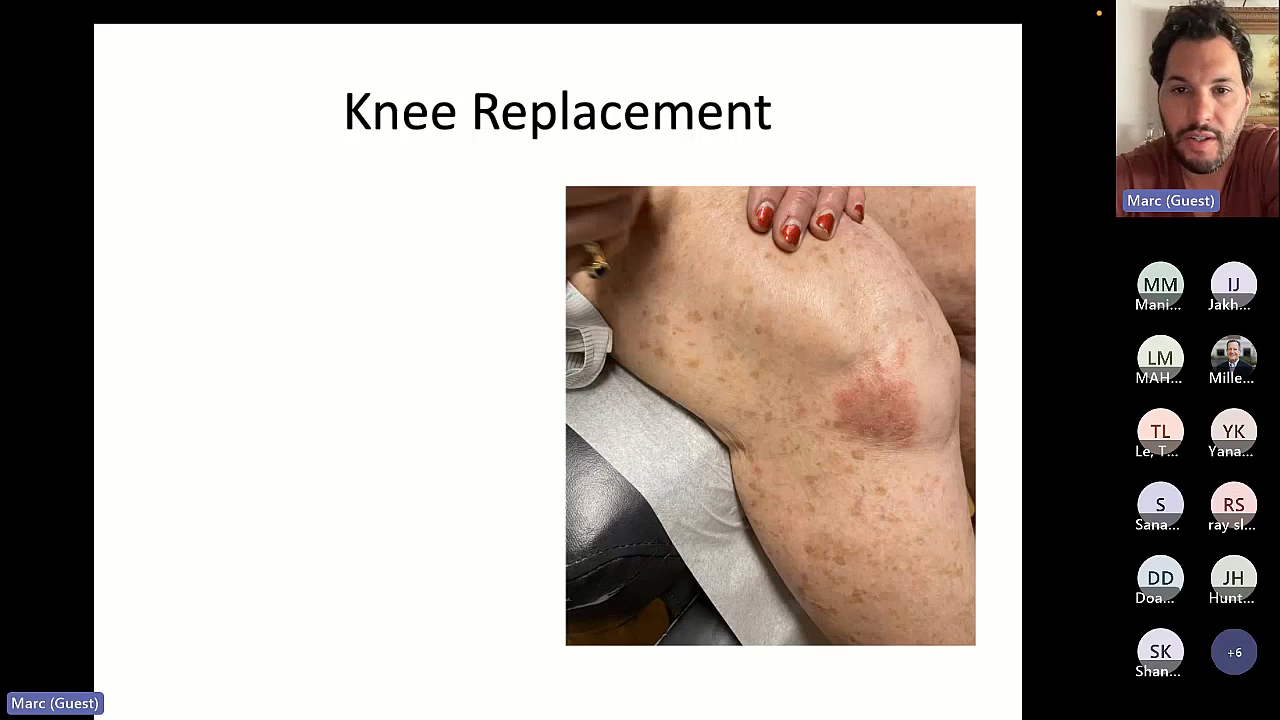 Knee Replacement
Marc (Guest)
MM
IJ
Mani...
Jakh...
LM
MAH...
Mille...
TL
YK
Le, T...
Yana...
S
RS
Sana...
ray sl...
DD
JH
Doa...
Hunt...
SK
+6
Shan...
Marc (Guest)